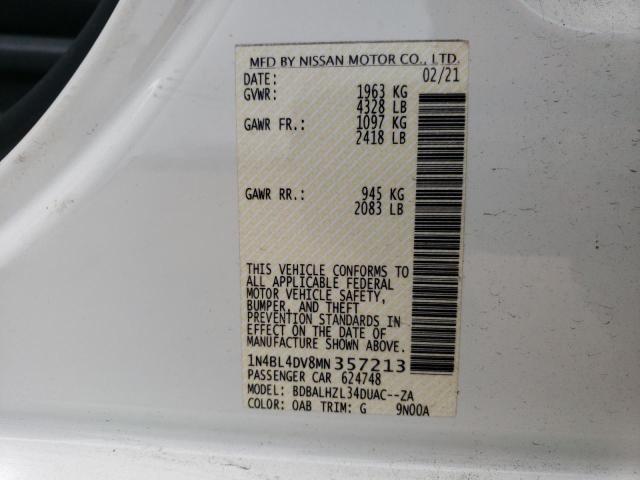 MFD BY NISSAN MOTOR CO., LTD.
DATE: 02/21
GVWR: 1963 KG
4328 LB
GAWR FR.: 1097 KG
2418 LB
GAWR RR.: 945 KG
2083 LB
THIS VEHICLE CONFORMS TO
ALL APPLICABLE FEDERAL
MOTOR VEHICLE SAFETY,
BUMPER, AND THEFT
PREVENTION STANDARDS IN
EFFECT ON THE DATE OF
MANUFACTURE SHOWN ABOVE.
1N4BL4DV8MN357213
PASSENGER CAR 624748
MODEL: BDBALHZL34DUAC--ZA
COLOR: QAB TRIM: G 9N00A